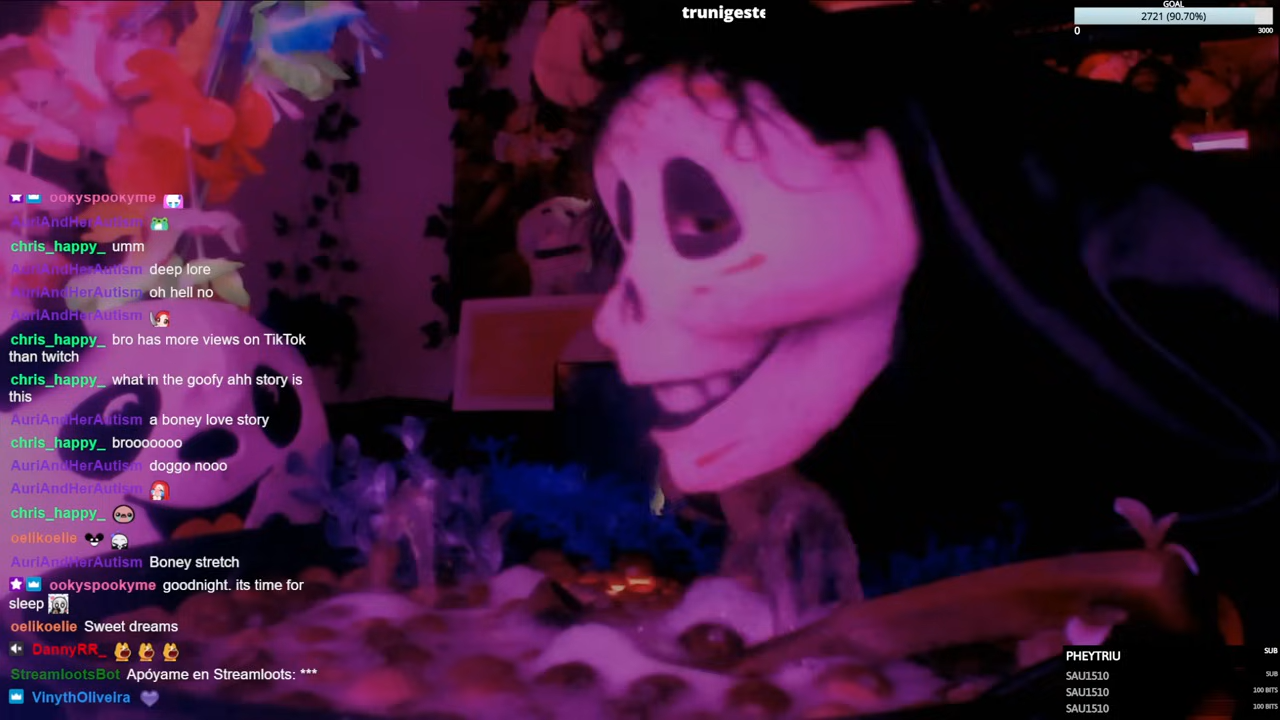 trunigeste
GOAL
2721 (90.70%)
0
3000
ookyspookyme
AuriAndHerAutism
chris_happy_ umm
AuriAndHerAutism deep lore
AuriAndHerAutism oh hell no
AuriAndHerAutism
chris_happy_ bro has more views on TikTok
than twitch
chris_happy_ what in the goofy ahh story is
this
AuriAndHerAutism a boney love story
chris_happy_ brooooooo
AuriAndHerAutism doggo nooo
AuriAndHerAutism
chris_happy_
oelikoelle
AuriAndHerAutism Boney stretch
ookyspookyme goodnight. its time for
sleep
oelikoelle Sweet dreams
DannyRR_
StreamlootsBot Apóyame en Streamloots: ***
VinythOliveira
PHEYTRIU SUB
SAU1510 SUB
SAU1510 100 BITS
SAU1510 100 BITS